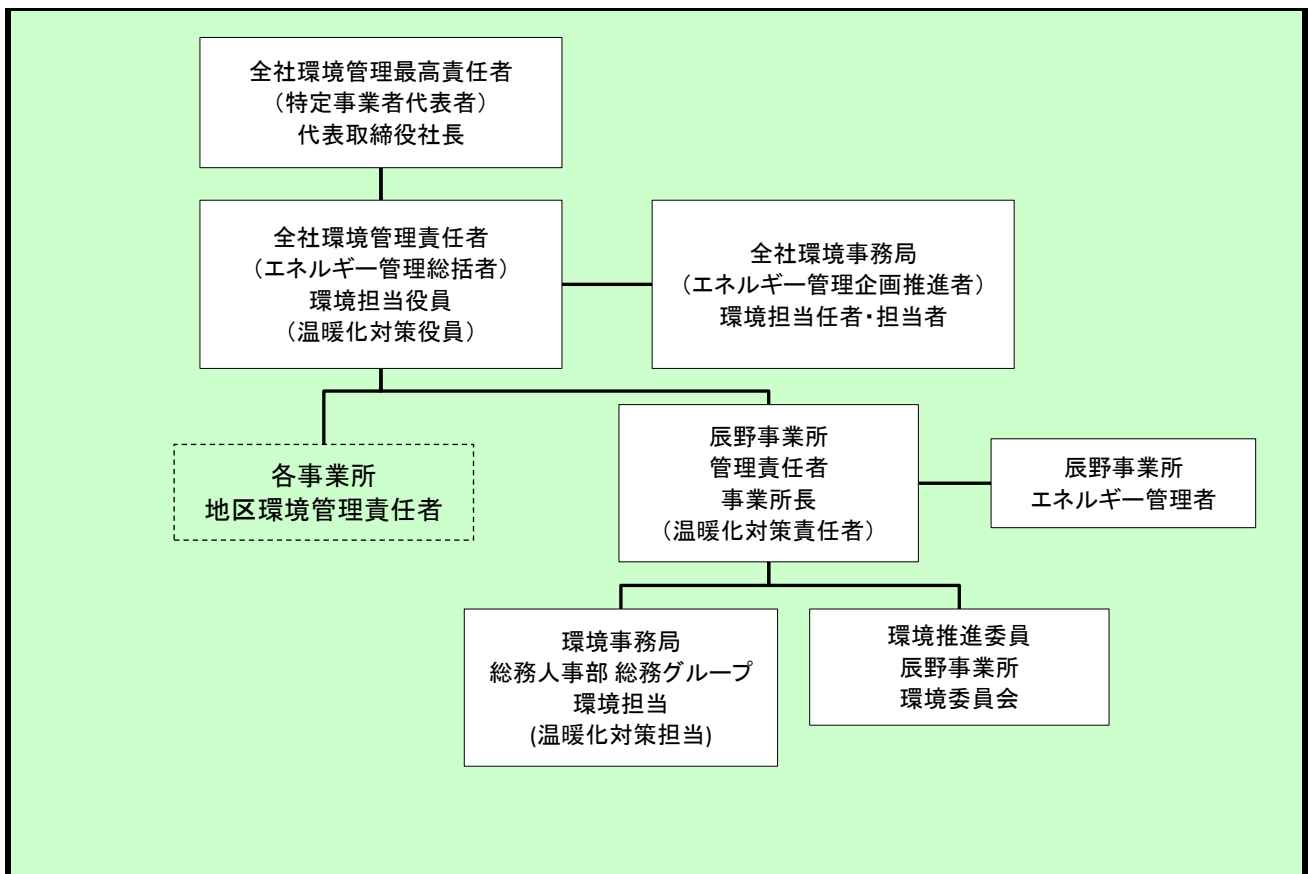 全社環境管理最高責任者
（特定事業者代表者）
代表取締役社長
全社環境管理責任者
（エネルギー管理総括者）
環境担当役員
（温暖化対策役員）
全社環境事務局
（エネルギー管理企画推進者）
環境担当任者・担当者
各事業所
地区環境管理責任者
辰野事業所
管理責任者
事業所長
（温暖化対策責任者）
辰野事業所
エネルギー管理者
環境事務局
総務人事部 総務グループ
環境担当
(温暖化対策担当)
環境推進委員
辰野事業所
環境委員会